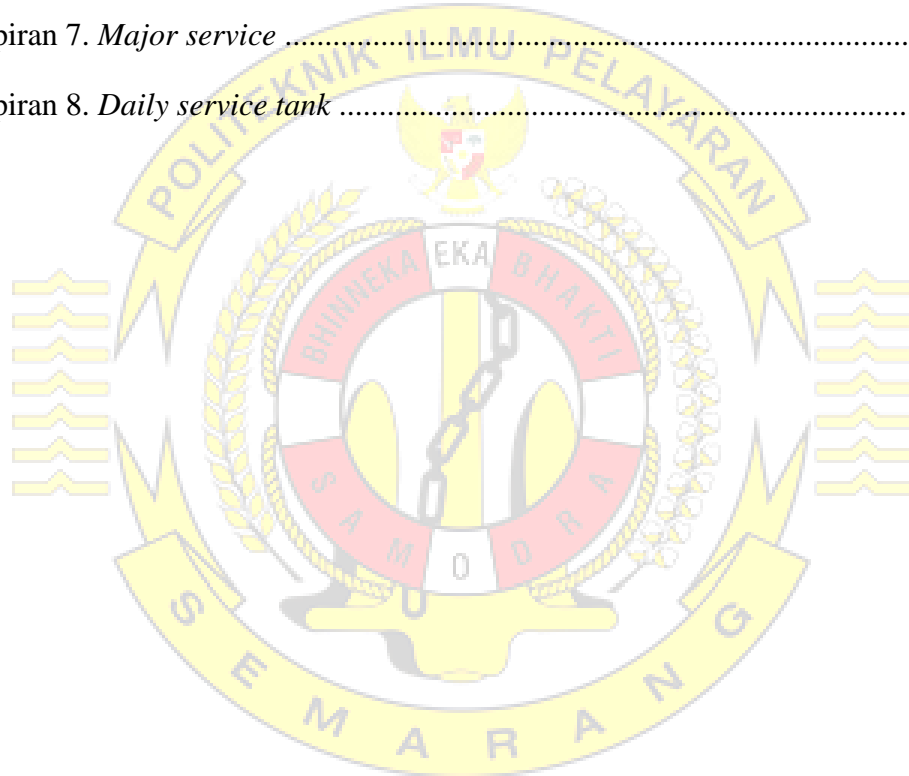 piran 7. Major service ..............................................................................
piran 8. Daily service tank .......................................................................
POLITEKNIK ILMU PELAYARAN
BHINNEKA EKA BHAKTI
SAMODRA
SEMARANG